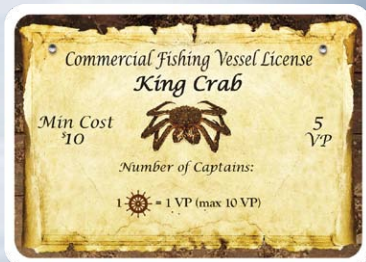 Commercial Fishing Vessel License
King Crab
Min Cost
$10
5
VP
Number of Captains:
1 = 1 VP (max 10 VP)